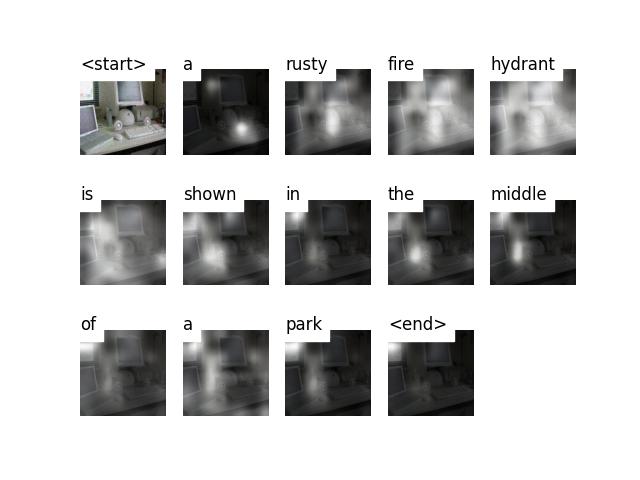 <start> a rusty fire hydrant
is shown in the middle
of a park <end>